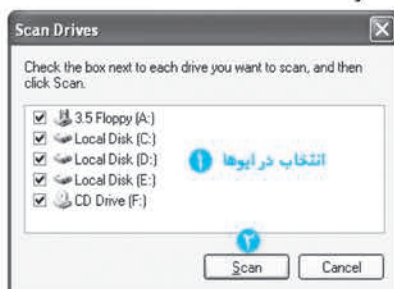 Scan Drives
Check the box next to each drive you want to scan, and then
click Scan.
3.5 Floppy (A:)
Local Disk (C:)
Local Disk (D:)
انتخاب درایوها ۱
Local Disk (E:)
CD Drive (F:)
۲
Scan
Cancel